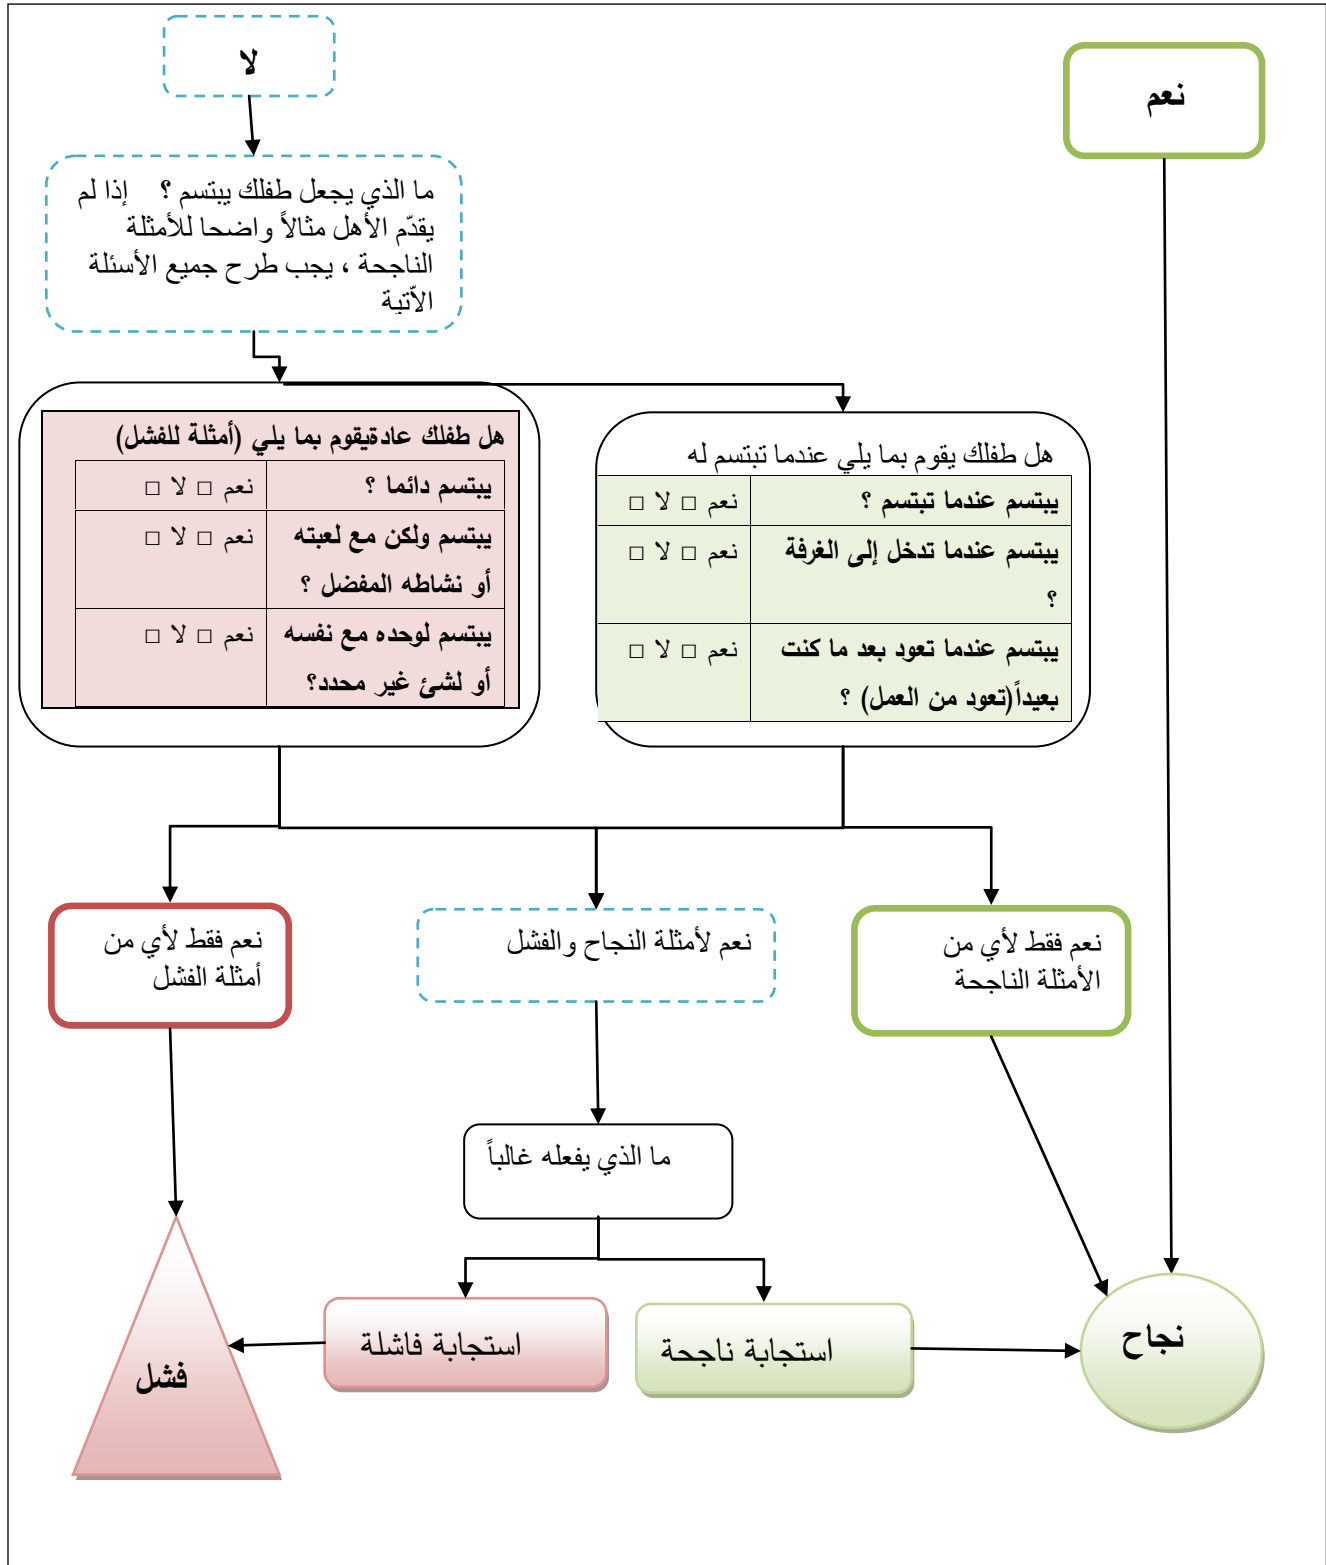 لا
نعم
ما الذي يجعل طفلك يبتسم ؟ إذا لم
يقدّم الأهل مثالاً واضحا للأمثلة
الناجحة ، يجب طرح جميع الأسئلة
الاّتية
هل طفلك يقوم بما يلي عندما تبتسم له
يبتسم عندما تبتسم ؟ نعم □ لا □
يبتسم عندما تدخل إلى الغرفة نعم □ لا □
؟
يبتسم عندما تعود بعد ما كنت نعم □ لا □
بعيداً(تعود من العمل) ؟
هل طفلك عادةيقوم بما يلي (أمثلة للفشل)
يبتسم دائما ؟ نعم □ لا □
يبتسم ولكن مع لعبته نعم □ لا □
أو نشاطه المفضل ؟
يبتسم لوحده مع نفسه نعم □ لا □
أو لشئ غير محدد؟
نعم فقط لأي من
الأمثلة الناجحة
نعم لأمثلة النجاح والفشل
نعم فقط لأي من
أمثلة الفشل
ما الذي يفعله غالباً
نجاح
استجابة ناجحة
استجابة فاشلة
فشل